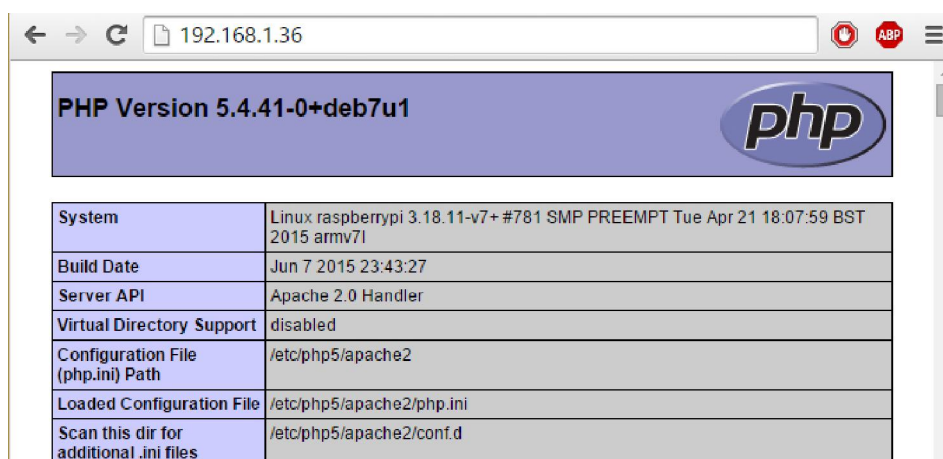 192.168.1.36
ABP
PHP Version 5.4.41-0+deb7u1
php
System Linux raspberrypi 3.18.11-v7+ #781 SMP PREEMPT Tue Apr 21 18:07:59 BST
2015 armv7l
Build Date Jun 7 2015 23:43:27
Server API Apache 2.0 Handler
Virtual Directory Support disabled
Configuration File /etc/php5/apache2
(php.ini) Path
Loaded Configuration File /etc/php5/apache2/php.ini
Scan this dir for /etc/php5/apache2/conf.d
additional .ini files